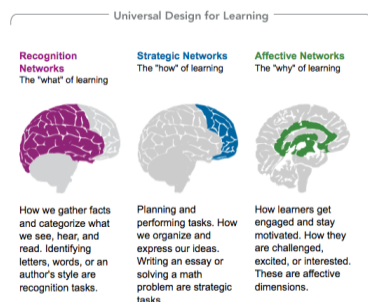 Universal Design for Learning
Recognition
Networks
The "what" of learning
How we gather facts
and categorize what
we see, hear, and
read. Identifying
letters, words, or an
author's style are
recognition tasks.
Strategic Networks
The "how" of learning
Planning and
performing tasks. How
we organize and
express our ideas.
Writing an essay or
solving a math
problem are strategic
tasks
Affective Networks
The "why" of learning
How learners get
engaged and stay
motivated. How they
are challenged,
excited, or interested.
These are affective
dimensions.